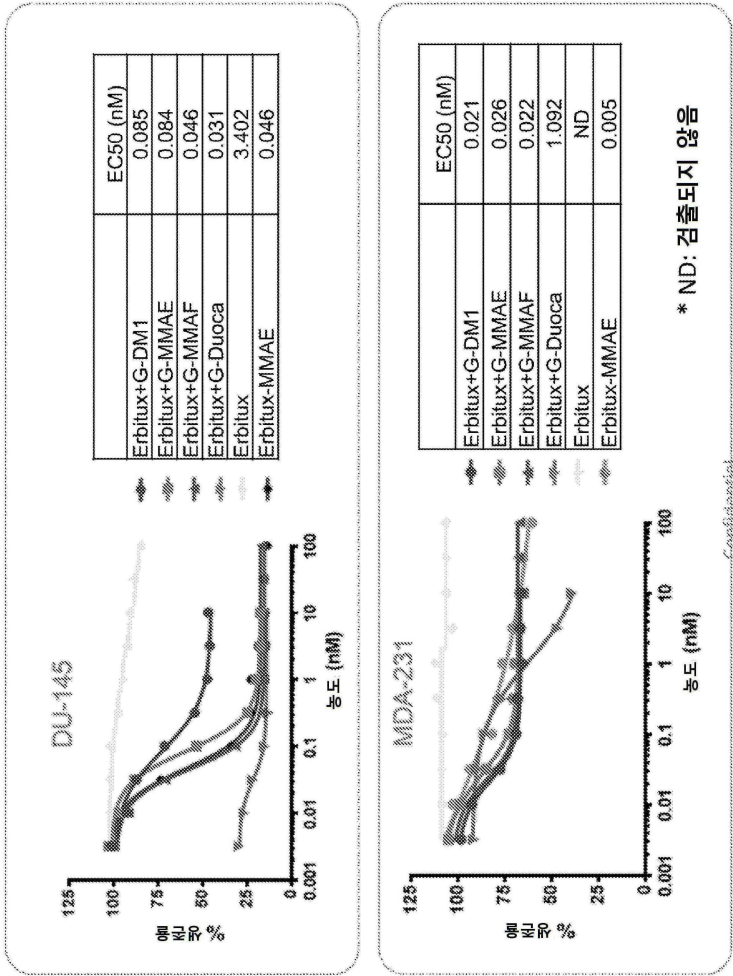 DU-145
% 생존율
125
100
75
50
25
0
0.001
0.01
0.1
1
10
100
농도 (nM)
EC50 (nM)
Erbitux+G-DM1 0.085
Erbitux+G-MMAE 0.084
Erbitux+G-MMAF 0.046
Erbitux+G-Duoca 0.031
Erbitux 3.402
Erbitux-MMAE 0.046
MDA-231
% 생존율
125
100
75
50
25
0
0.001
0.01
0.1
1
10
100
농도 (nM)
EC50 (nM)
Erbitux+G-DM1 0.021
Erbitux+G-MMAE 0.026
Erbitux+G-MMAF 0.022
Erbitux+G-Duoca 1.092
Erbitux ND
Erbitux-MMAE 0.005
* ND: 검출되지 않음
Confidential